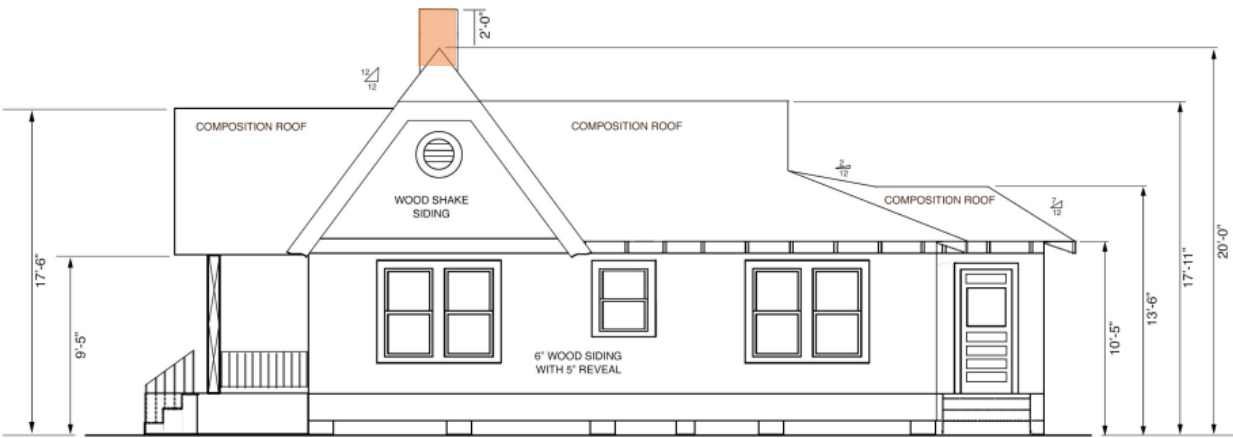 2'-0"
12
12
COMPOSITION ROOF
COMPOSITION ROOF
2
12
WOOD SHAKE
SIDING
COMPOSITION ROOF
7
12
17'-6"
9'-5"
6" WOOD SIDING
WITH 5" REVEAL
10'-5"
13'-6"
17'-11"
20'-0"